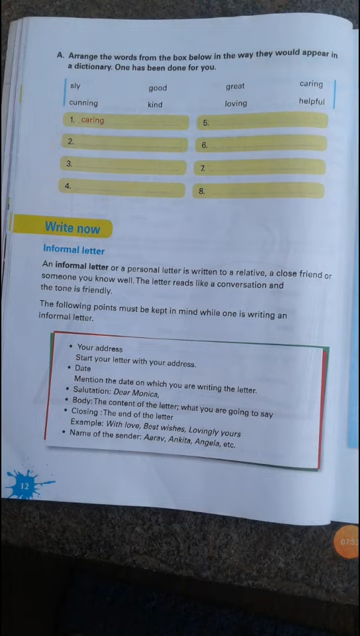 A. Arrange the words from the box below in the way they would appear in
a dictionary. One has been done for you.
sly good great caring
cunning kind loving helpful
1. caring 5.
2. 6.
3. 7.
4. 8.
Write now
Informal letter
An informal letter or a personal letter is written to a relative, a close friend or
someone you know well. The letter reads like a conversation and
the tone is friendly.
The following points must be kept in mind while one is writing an
informal letter.
• Your address
Start your letter with your address.
• Date
Mention the date on which you are writing the letter.
• Salutation: Dear Monica,
• Body: The content of the letter; what you are going to say
• Closing : The end of the letter
Example: With love, Best wishes, Lovingly yours
• Name of the sender: Aarav, Ankita, Angela, etc.
12